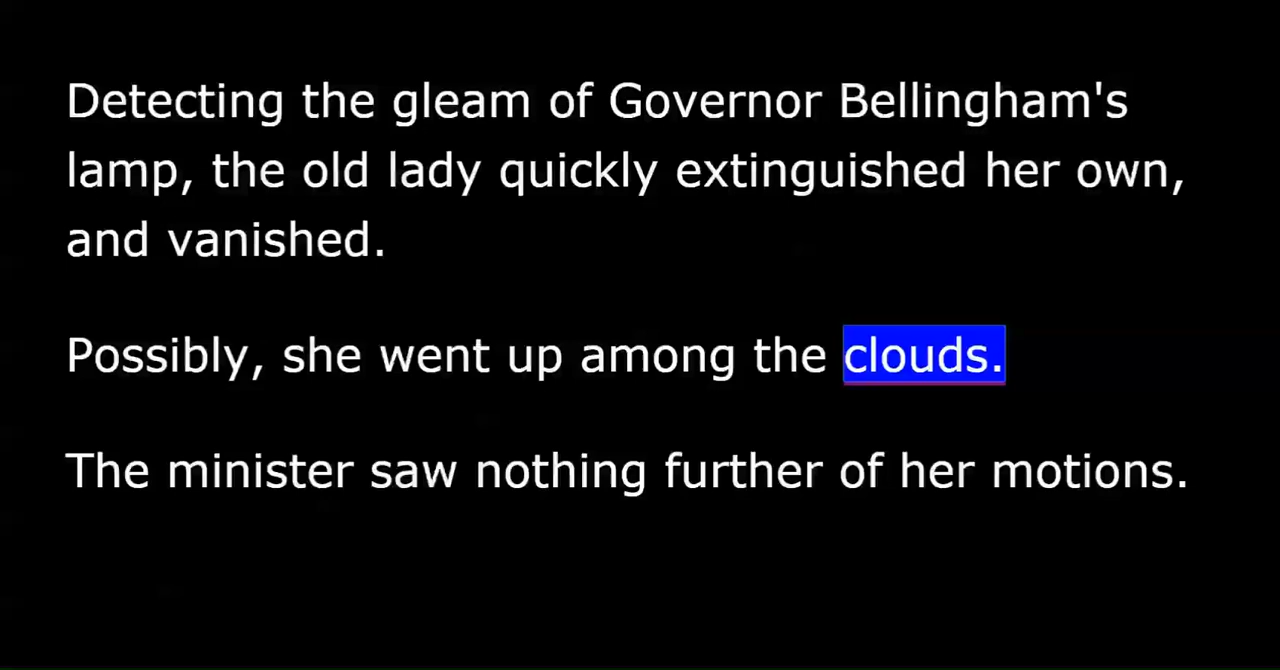 Detecting the gleam of Governor Bellingham's
lamp, the old lady quickly extinguished her own,
and vanished.
Possibly, she went up among the clouds.
The minister saw nothing further of her motions.